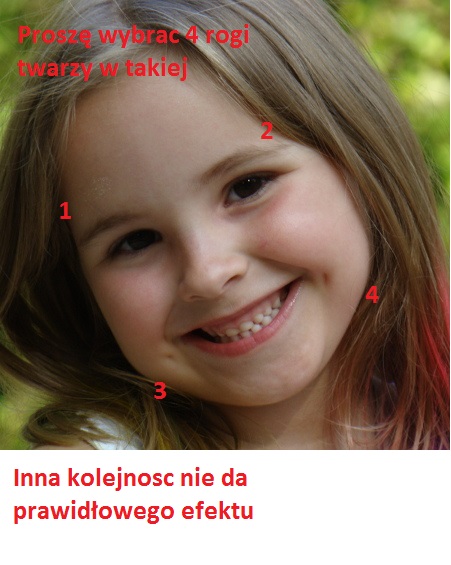 Proszę wybrac 4 rogi
twarzy w takiej
2
1
4
3
Inna kolejnosc nie da
prawidłowego efektu